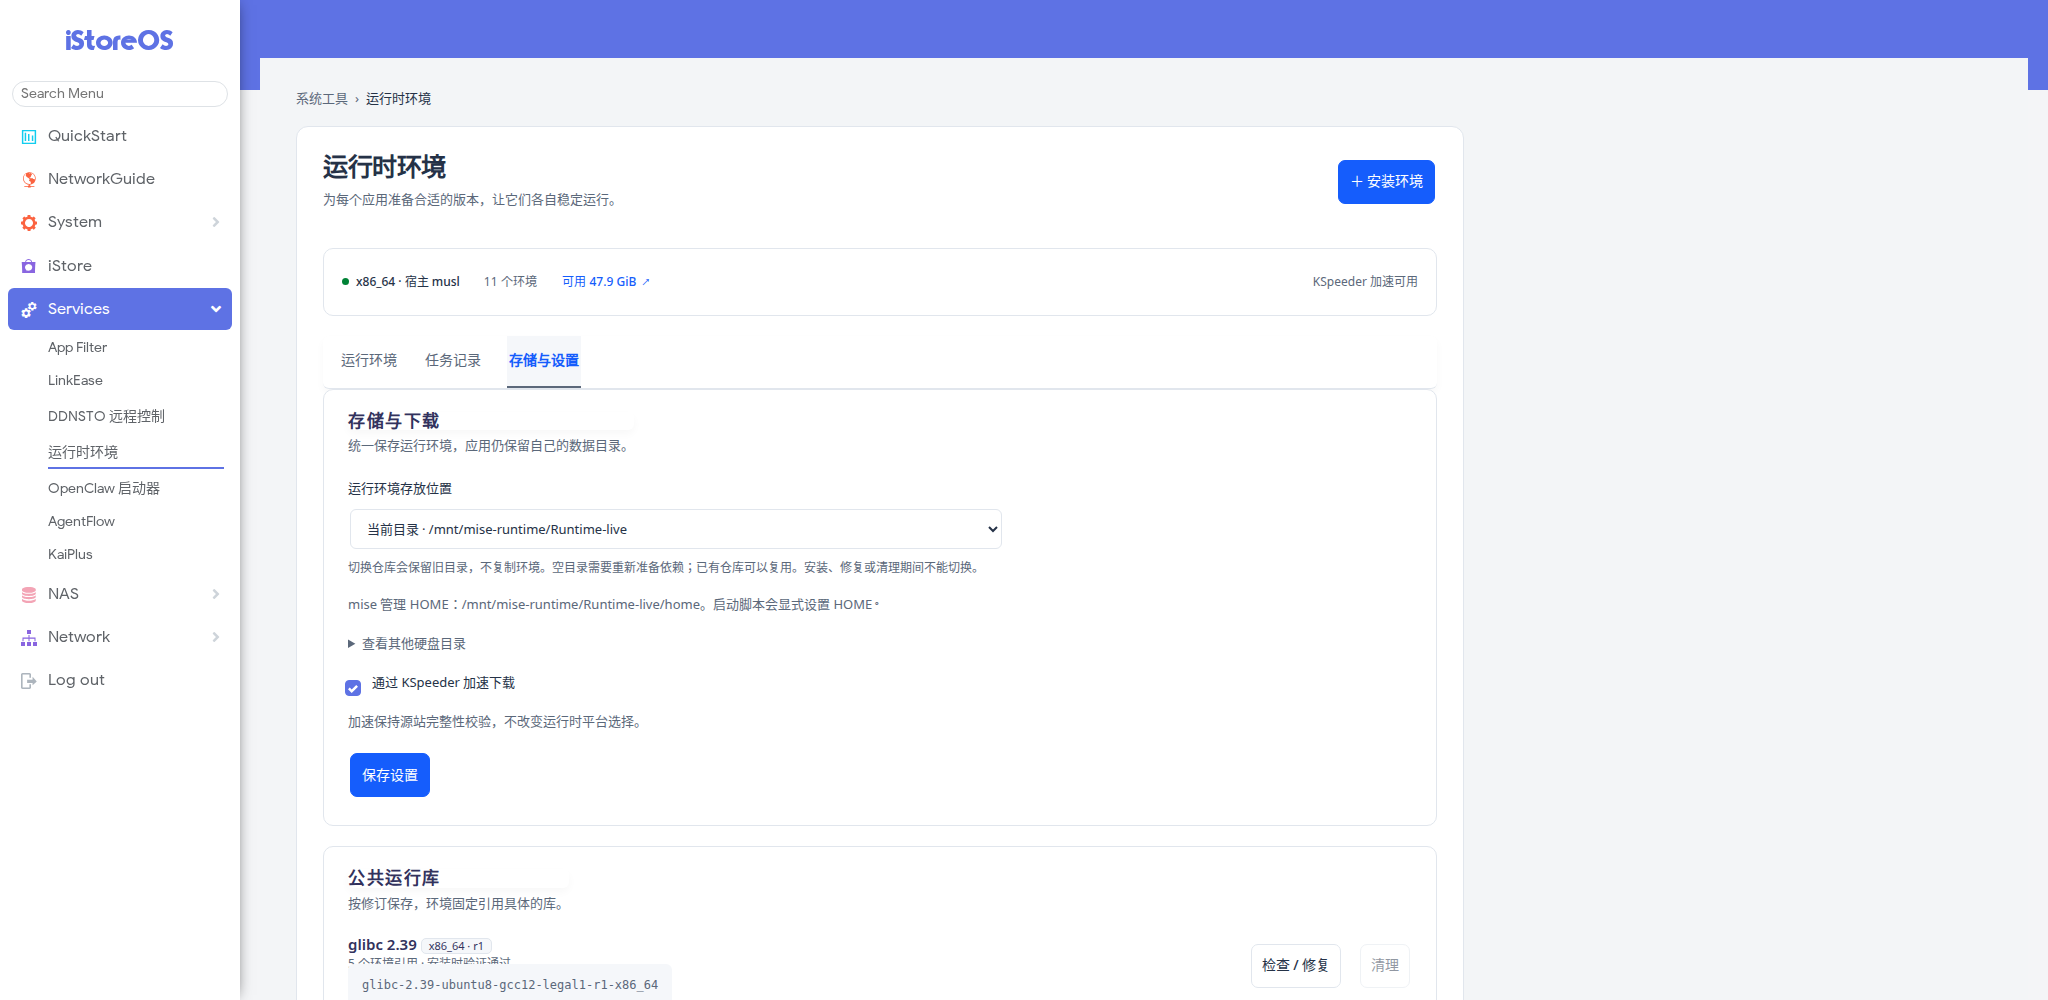 iStoreOS
Search Menu
QuickStart
NetworkGuide
System
iStore
Services
App Filter
LinkEase
DDNSTO 远程控制
运行时环境
OpenClaw 启动器
AgentFlow
KaiPlus
NAS
Network
Log out
系统工具 › 运行时环境
运行时环境
为每个应用准备合适的版本，让它们各自稳定运行。
＋ 安装环境
x86_64 · 宿主 musl 11 个环境 可用 47.9 GiB ↗ KSpeeder 加速可用
运行环境 任务记录 存储与设置
存储与下载
统一保存运行环境，应用仍保留自己的数据目录。
运行环境存放位置
当前目录 · /mnt/mise-runtime/Runtime-live
切换仓库会保留旧目录，不复制环境。空目录需要重新准备依赖；已有仓库可以复用。安装、修复或清理期间不能切换。
mise 管理 HOME：/mnt/mise-runtime/Runtime-live/home。启动脚本会显式设置 HOME。
查看其他硬盘目录
通过 KSpeeder 加速下载
加速保持源站完整性校验，不改变运行时平台选择。
保存设置
公共运行库
按修订保存，环境固定引用具体的库。
glibc 2.39 x86_64 · r1
5 个环境引用 · 安装时验证通过
检查 / 修复 清理
glibc-2.39-ubuntu8-gcc12-legal1-r1-x86_64